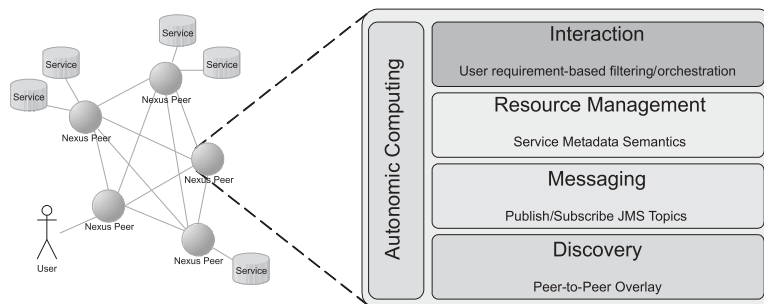 Service
Service
Service
Service
Nexus Peer
Nexus Peer
Nexus Peer
Nexus Peer
User
Nexus Peer
Service
Autonomic Computing
Interaction
User requirement-based filtering/orchestration
Resource Management
Service Metadata Semantics
Messaging
Publish/Subscribe JMS Topics
Discovery
Peer-to-Peer Overlay